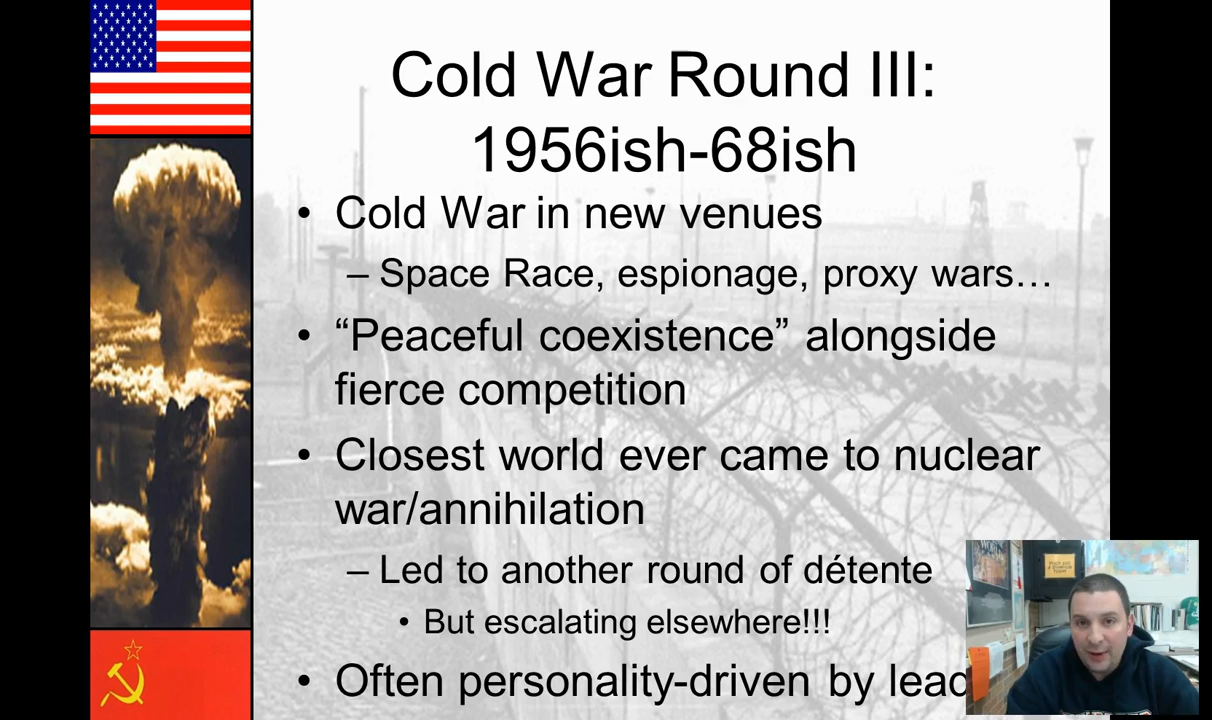 Cold War Round III:
1956ish-68ish
• Cold War in new venues
– Space Race, espionage, proxy wars…
• “Peaceful coexistence” alongside
fierce competition
• Closest world ever came to nuclear
war/annihilation
– Led to another round of détente
• But escalating elsewhere!!!
• Often personality-driven by lead